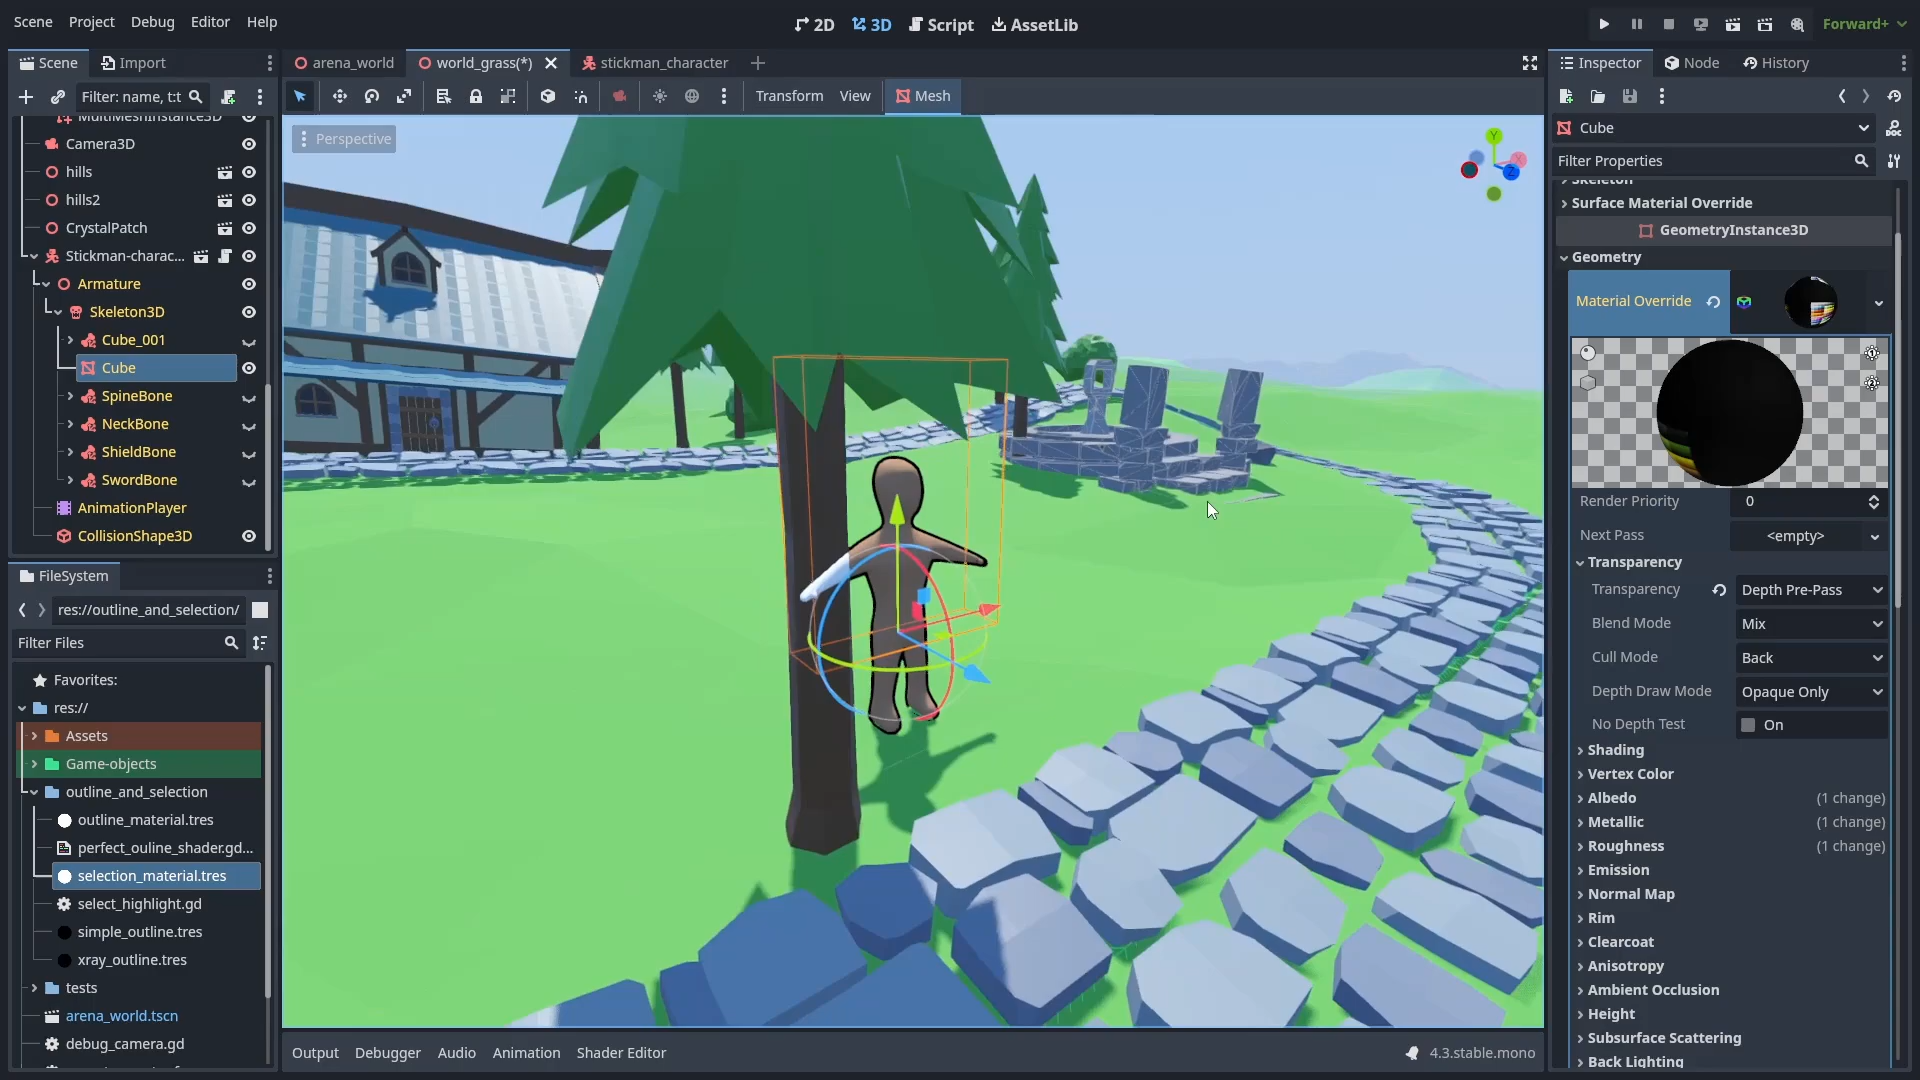 Scene Project Debug Editor Help
2D 3D Script AssetLib
Forward+
Scene Import
arena_world world_grass(*) stickman_character
Inspector Node History
Filter: name, t:t
Transform View Mesh
MultiMeshInstance3D
Camera3D
hills
hills2
CrystalPatch
Stickman-charac...
Armature
Skeleton3D
Cube_001
Cube
SpineBone
NeckBone
ShieldBone
SwordBone
AnimationPlayer
CollisionShape3D
FileSystem
res://outline_and_selection/
Filter Files
Favorites:
res://
Assets
Game-objects
outline_and_selection
outline_material.tres
perfect_ouline_shader.gd...
selection_material.tres
select_highlight.gd
simple_outline.tres
xray_outline.tres
tests
arena_world.tscn
debug_camera.gd
Perspective
Y
X
Z
Output Debugger Audio Animation Shader Editor
4.3.stable.mono
Cube
Filter Properties
Skeleton
Surface Material Override
GeometryInstance3D
Geometry
Material Override
1
2
Render Priority 0
Next Pass <empty>
Transparency
Transparency Depth Pre-Pass
Blend Mode Mix
Cull Mode Back
Depth Draw Mode Opaque Only
No Depth Test On
Shading
Vertex Color
Albedo (1 change)
Metallic (1 change)
Roughness (1 change)
Emission
Normal Map
Rim
Clearcoat
Anisotropy
Ambient Occlusion
Height
Subsurface Scattering
Back Lighting